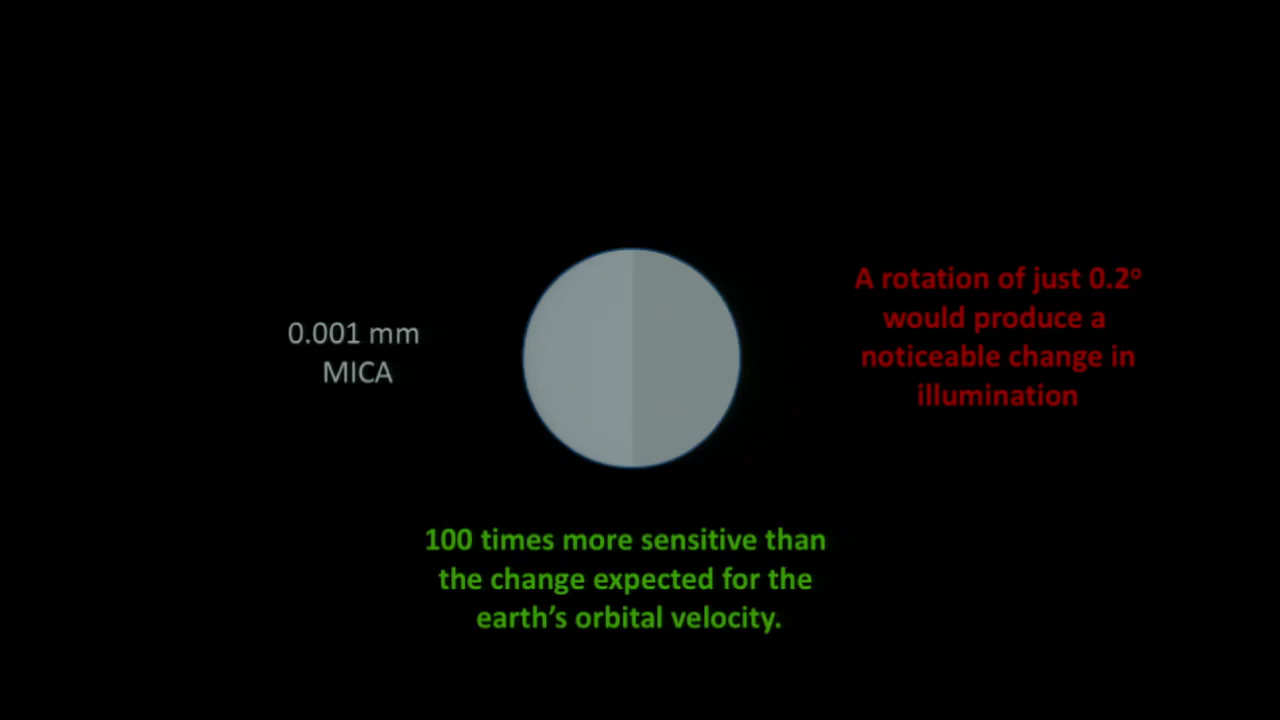 0.001 mm
MICA
A rotation of just 0.2º
would produce a
noticeable change in
illumination
100 times more sensitive than
the change expected for the
earth’s orbital velocity.